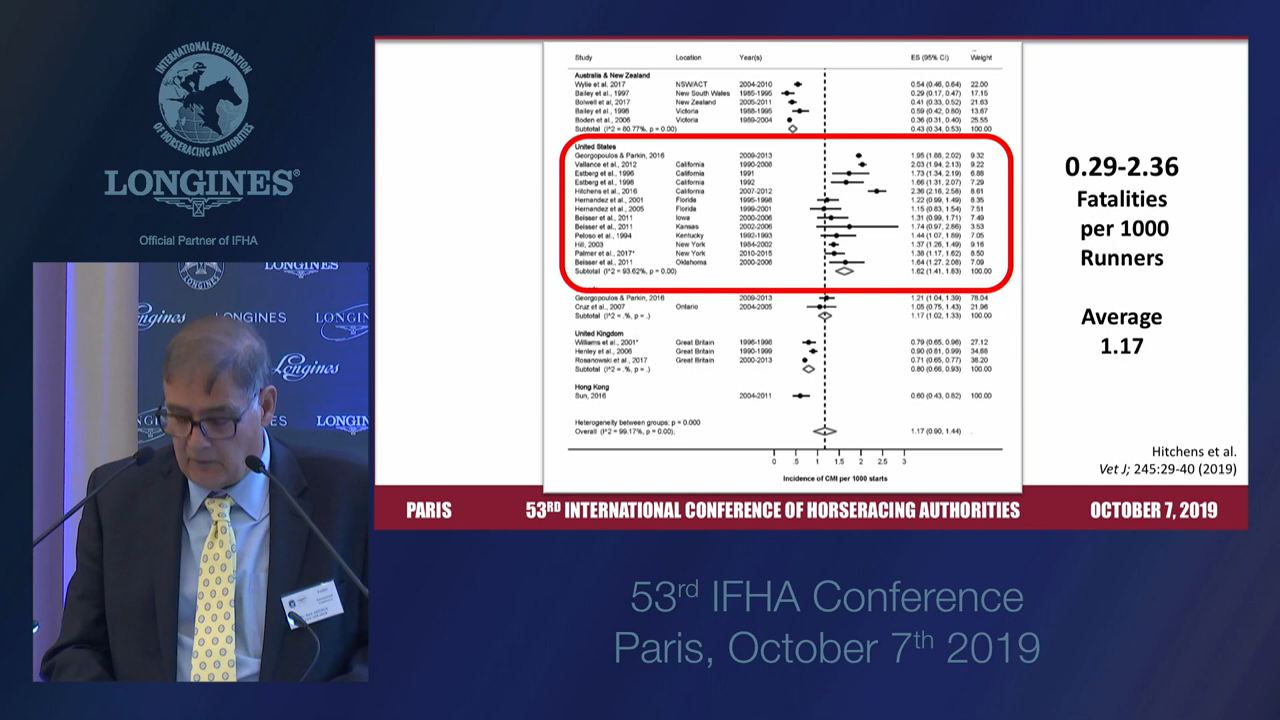 INTERNATIONAL FEDERATION
OF HORSERACING AUTHORITIES
LONGINES®
Official Partner of IFHA
LONGINES
LONGINES
Longines
LONGINES
Study Location Year(s) ES (95% CI) Weight
Australia & New Zealand
Wylie et al. 2017 NSW/ACT 2004-2010 0.54 (0.46, 0.64) 22.00
Bailey et al., 1997 New South Wales 1985-1995 0.29 (0.17, 0.47) 17.15
Bolwell et al, 2017 New Zealand 2005-2011 0.41 (0.33, 0.52) 21.63
Bailey et al., 1998 Victoria 1988-1995 0.59 (0.42, 0.80) 13.67
Boden et al., 2006 Victoria 1989-2004 0.36 (0.31, 0.40) 25.55
Subtotal (I^2 = 80.77%, p = 0.00) 0.43 (0.34, 0.53) 100.00
United States
Georgopoulos & Parkin, 2016 2009-2013 1.95 (1.88, 2.02) 9.32
Vallance et al., 2012 California 1990-2006 2.03 (1.94, 2.13) 9.22
Estberg et al., 1996 California 1991 1.73 (1.34, 2.19) 6.88
Estberg et al., 1998 California 1992 1.66 (1.31, 2.07) 7.29
Hitchens et al., 2016 California 2007-2012 2.36 (2.16, 2.58) 8.61
Hernandez et al., 2001 Florida 1995-1998 1.22 (0.99, 1.49) 8.35
Hernandez et al., 2005 Florida 1999-2001 1.15 (0.83, 1.54) 7.51
Beisser et al., 2011 Iowa 2000-2006 1.31 (0.99, 1.71) 7.49
Beisser et al., 2011 Kansas 2002-2006 1.74 (0.97, 2.86) 3.53
Peloso et al., 1994 Kentucky 1992-1993 1.44 (1.07, 1.89) 7.05
Hill, 2003 New York 1984-2002 1.37 (1.26, 1.49) 9.16
Palmer et al., 2017* New York 2010-2015 1.38 (1.17, 1.62) 8.50
Beisser et al., 2011 Oklahoma 2000-2006 1.64 (1.27, 2.08) 7.09
Subtotal (I^2 = 93.62%, p = 0.00) 1.62 (1.41, 1.83) 100.00
Georgopoulos & Parkin, 2016 2009-2013 1.21 (1.04, 1.39) 78.04
Cruz et al., 2007 Ontario 2004-2005 1.05 (0.75, 1.43) 21.96
Subtotal (I^2 = .%, p = .) 1.17 (1.02, 1.33) 100.00
United Kingdom
Williams et al., 2001* Great Britain 1996-1998 0.79 (0.65, 0.96) 27.12
Henley et al., 2006 Great Britain 1990-1999 0.90 (0.81, 0.99) 34.68
Rosanowski et al., 2017 Great Britain 2000-2013 0.71 (0.65, 0.77) 38.20
Subtotal (I^2 = .%, p = .) 0.80 (0.66, 0.93) 100.00
Hong Kong
Sun, 2016 2004-2011 0.60 (0.43, 0.82) 100.00
Heterogeneity between groups: p = 0.000
Overall (I^2 = 99.17%, p = 0.00); 1.17 (0.90, 1.44)
0 .5 1 1.5 2 2.5 3
Incidence of CMI per 1000 starts
0.29-2.36
Fatalities
per 1000
Runners
Average
1.17
Hitchens et al.
Vet J; 245:29-40 (2019)
PARIS 53RD INTERNATIONAL CONFERENCE OF HORSERACING AUTHORITIES OCTOBER 7, 2019
53rd IFHA Conference
Paris, October 7th 2019